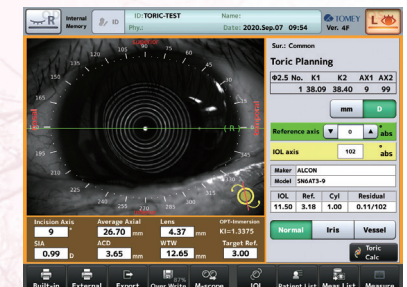 R
Internal Memory
ID
ID:TORIC-TEST
Name:
Phy.:
Date: 2020.Sep.07 09:54
TOMEY
Ver. 4F
L
Sur.: Common
Toric Planning
Φ2.5 No. K1 K2 AX1 AX2
1 38.09 38.40 9 99
mm D
Reference axis ▼ 0 ▲ ° abs
IOL axis 102 ° abs
Maker ALCON
Model SN6AT3-9
IOL Ref. Cyl Residual
11.50 3.18 1.00 0.11/102
Normal Iris Vessel
Toric Calc
Incision Axis 9 °
Average Axial 26.70 mm
Lens 4.37 mm
OPT-Immersion KI=1.3375
SIA 0.99 D
ACD 3.65 mm
WTW 12.65 mm
Target Ref. 3.00
Built-in External Export Over Write 67% M-scope IOL Patient List Meas List Measure